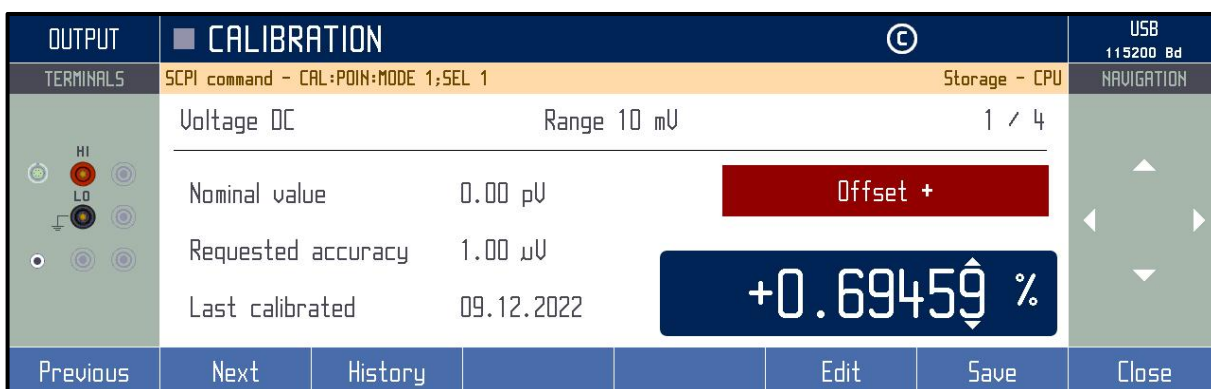 OUTPUT
CALIBRATION
©
USB
115200 Bd
TERMINALS
SCPI command - CAL:POIN:MODE 1;SEL 1
Storage - CPU
NAVIGATION
Voltage DC
Range 10 mV
1 / 4
HI
LO
Nominal value
0.00 pV
Offset +
Requested accuracy
1.00 µV
+0.69459 %
Last calibrated
09.12.2022
Previous
Next
History
Edit
Save
Close